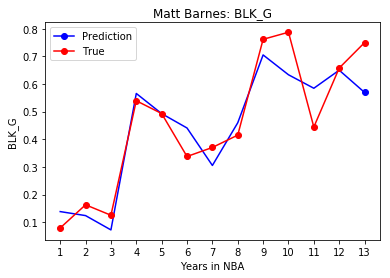 Matt Barnes: BLK_G
Prediction
True
BLK_G
0.8
0.7
0.6
0.5
0.4
0.3
0.2
0.1
1 2 3 4 5 6 7 8 9 10 11 12 13
Years in NBA